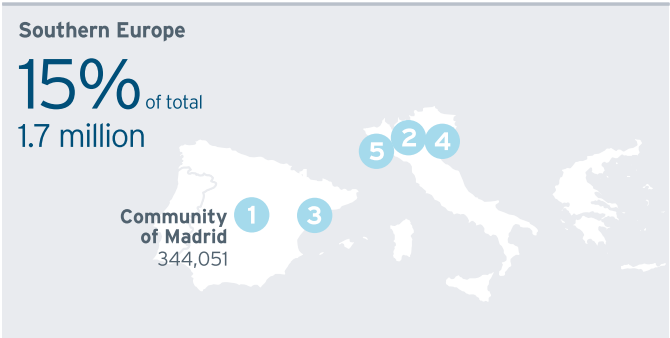 Southern Europe
15% of total
1.7 million
5
2
4
1
3
Community
of Madrid
344,051